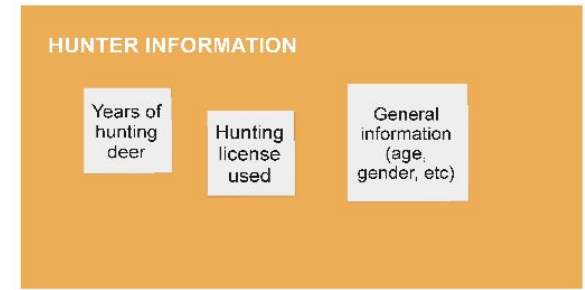 HUNTER INFORMATION
Years of
hunting
deer
Hunting
license
used
General
information
(age,
gender, etc)